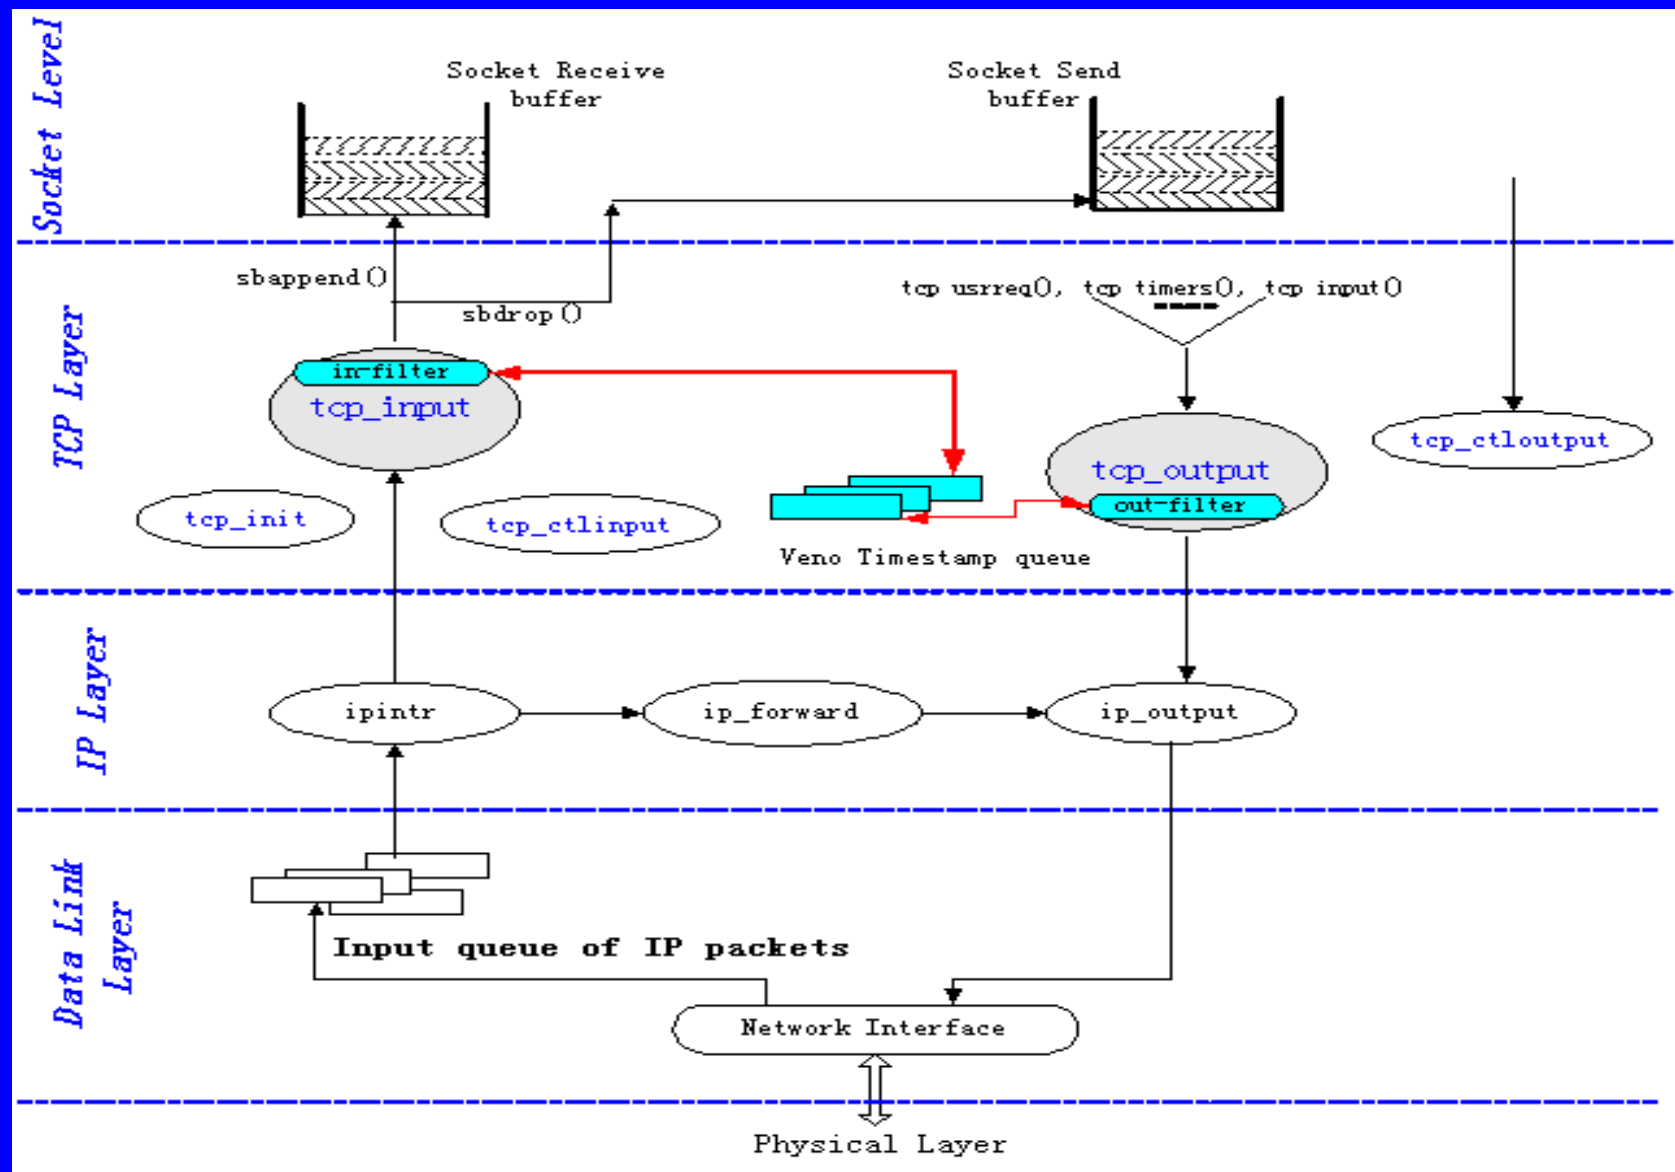 Socket Level
Socket Receive
buffer
Socket Send
buffer
TCP Layer
sbappend()
sbdrop()
tcp usrreq(), tcp timers(), tcp input()
in-filter
tcp_input
tcp_ctloutput
tcp_output
out-filter
tcp_init
tcp_ctlinput
Veno Timestamp queue
IP Layer
ipintr
ip_forward
ip_output
Data Link
Layer
Input queue of IP packets
Network Interface
Physical Layer